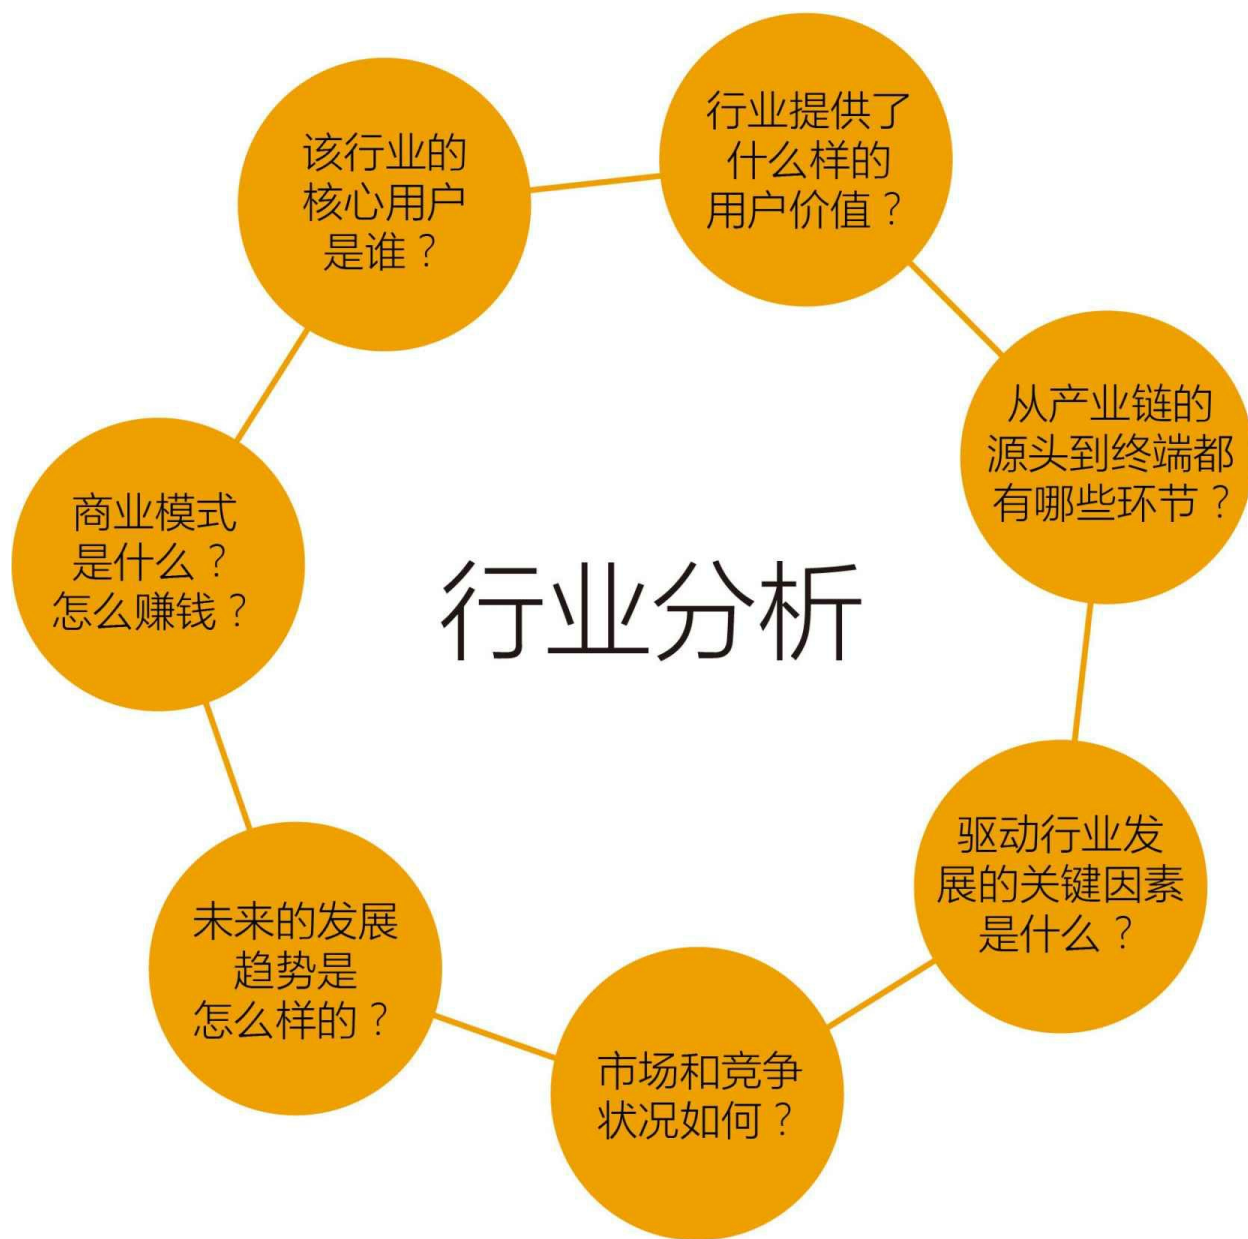 行业提供了
什么样的
用户价值？
该行业的
核心用户
是谁？
从产业链的
源头到终端都
有哪些环节？
商业模式
是什么？
怎么赚钱？
行业分析
驱动行业发
展的关键因素
是什么？
未来的发展
趋势是
怎么样的？
市场和竞争
状况如何？